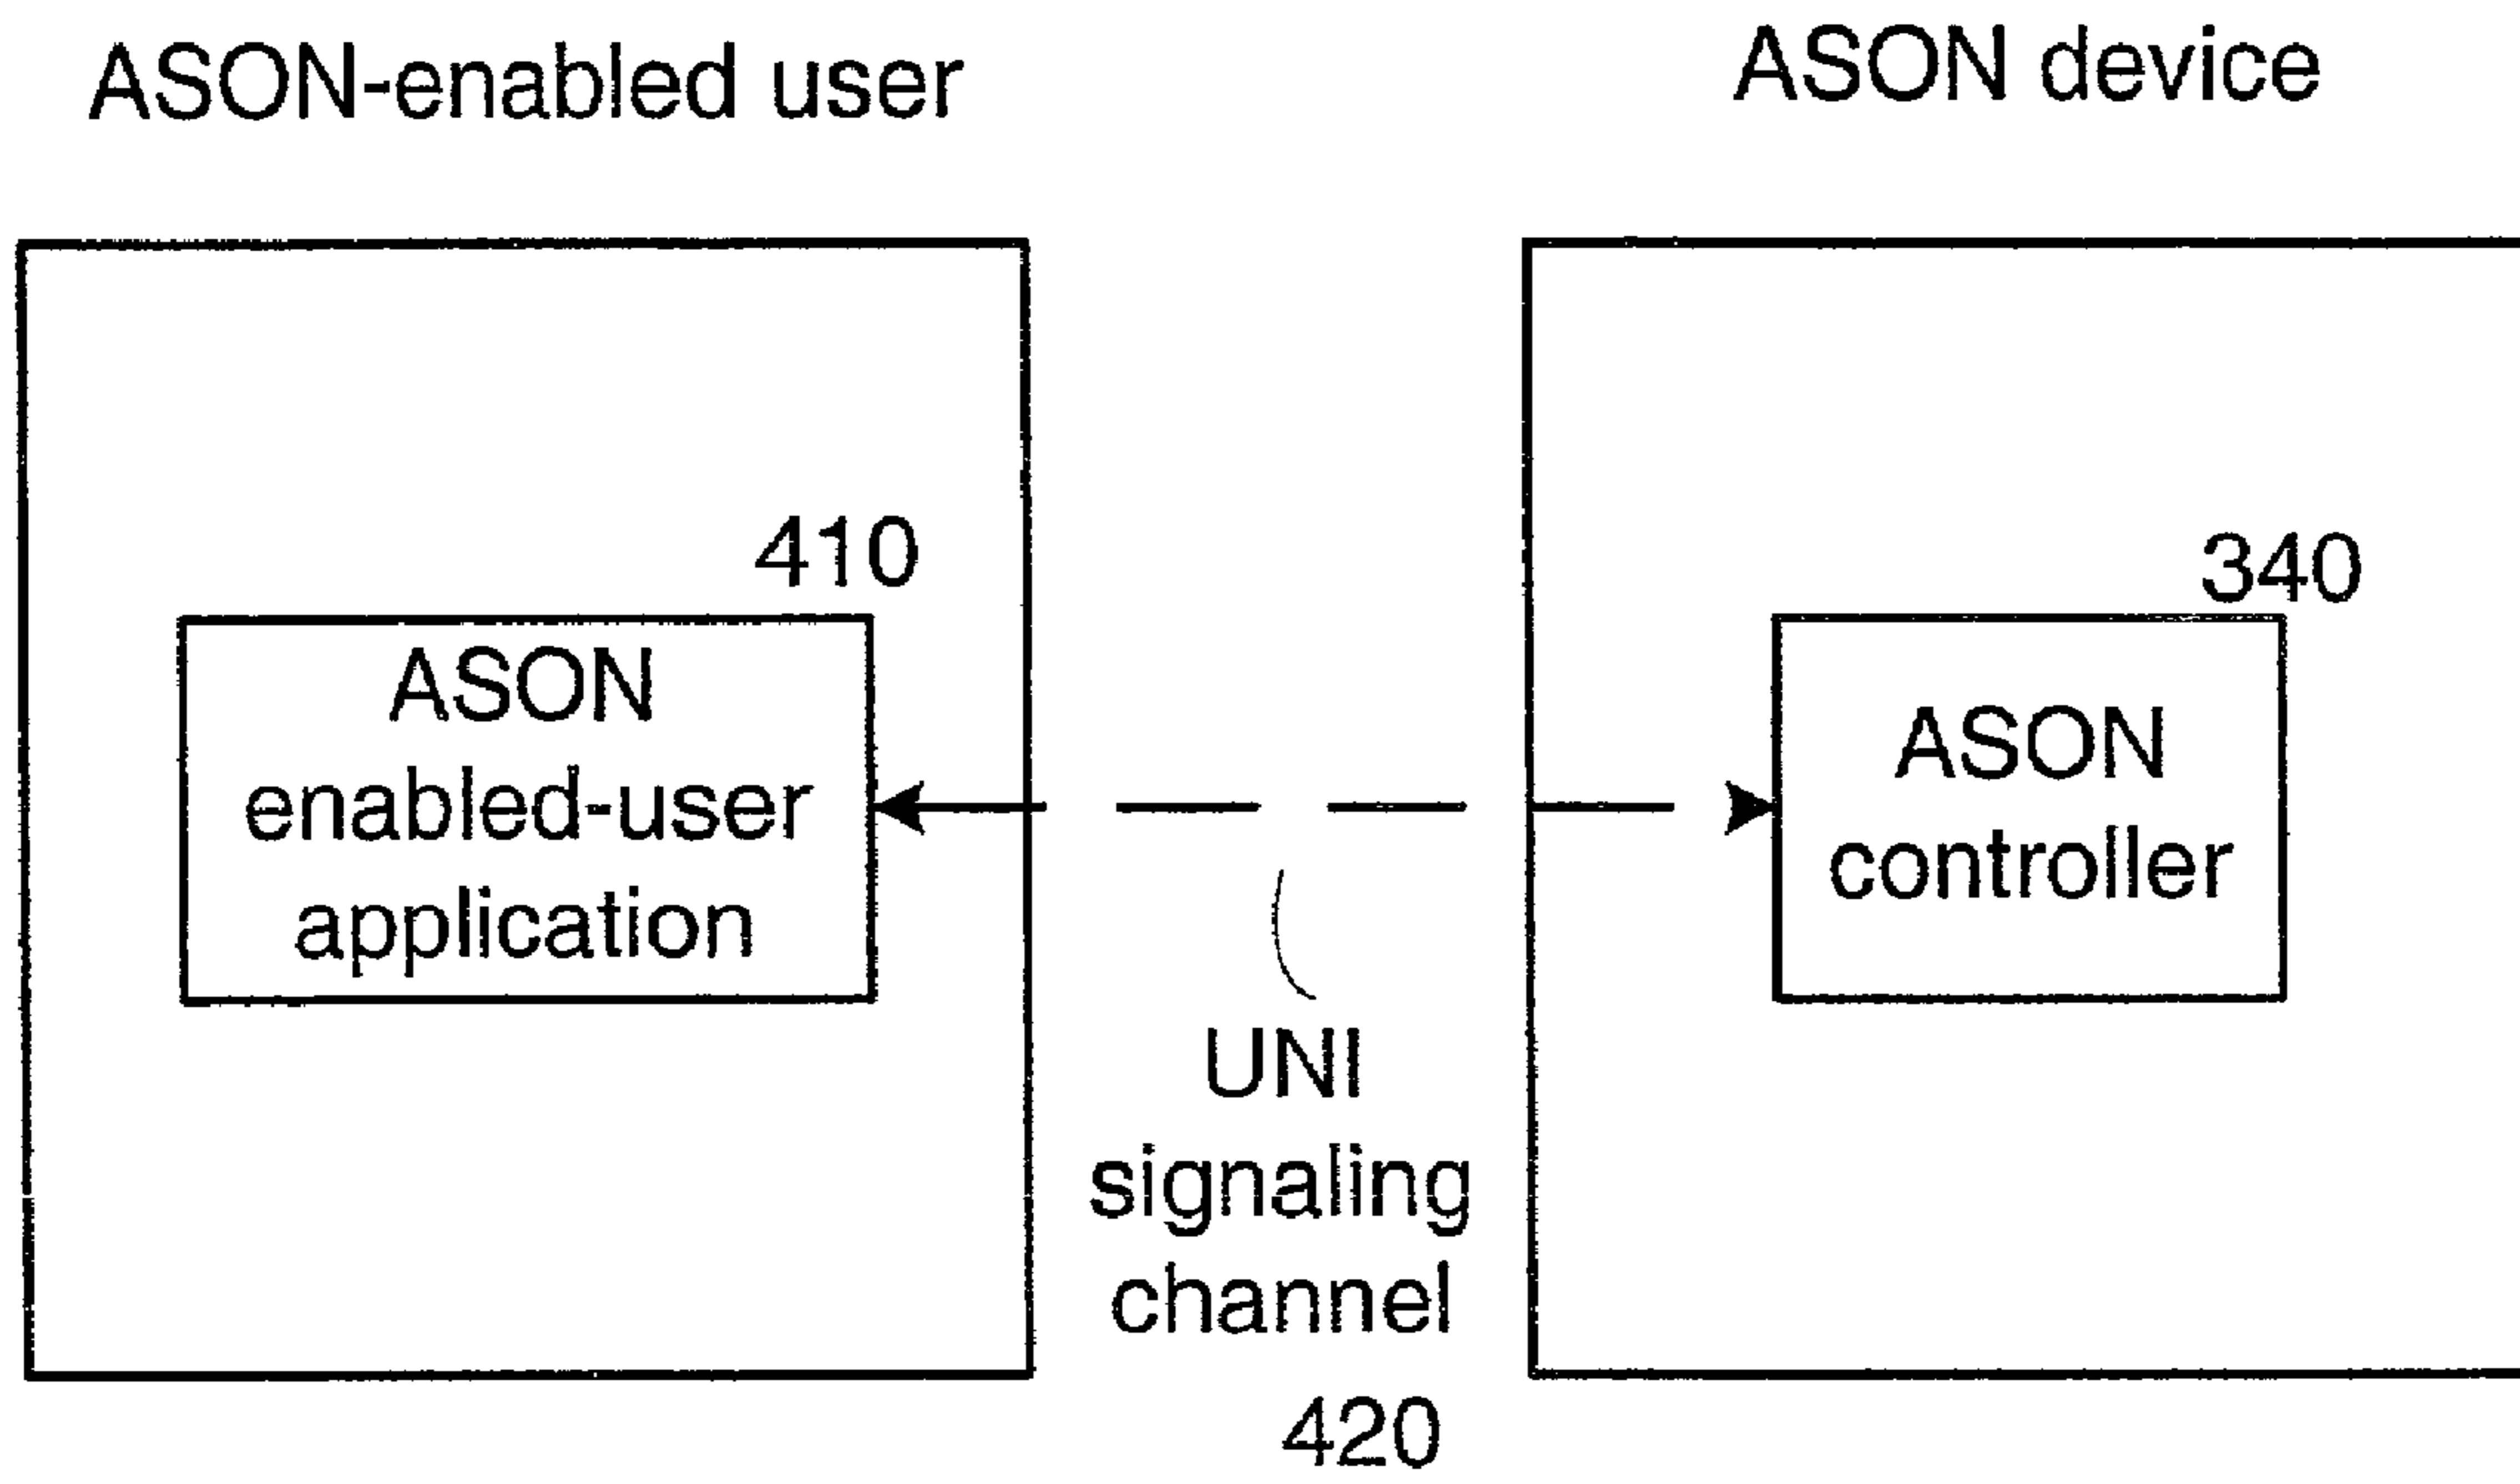 ASON-enabled user
ASON device
410
ASON
enabled-user
application
340
ASON
controller
UNI
signaling
channel
420